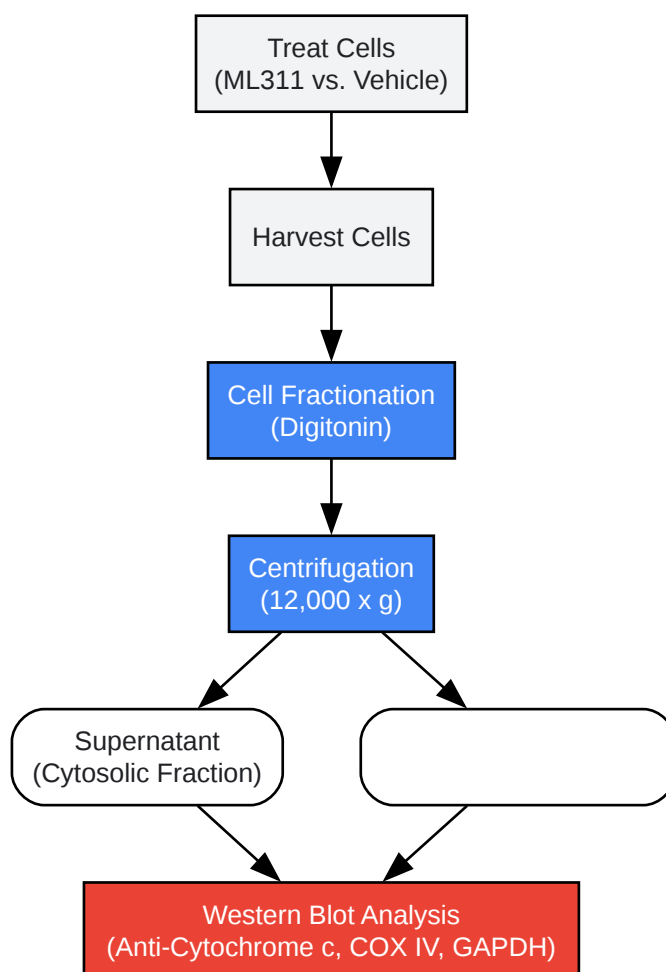 Treat Cells
(ML311 vs. Vehicle)
Harvest Cells
Cell Fractionation
(Digitonin)
Centrifugation
(12,000 x g)
Supernatant
(Cytosolic Fraction)
Western Blot Analysis
(Anti-Cytochrome c, COX IV, GAPDH)